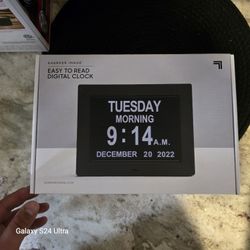 SHARPER IMAGE
EASY TO READ
DIGITAL CLOCK
TUESDAY
MORNING
9:14 A.M.
DECEMBER 20 2022
Galaxy S24 Ultra